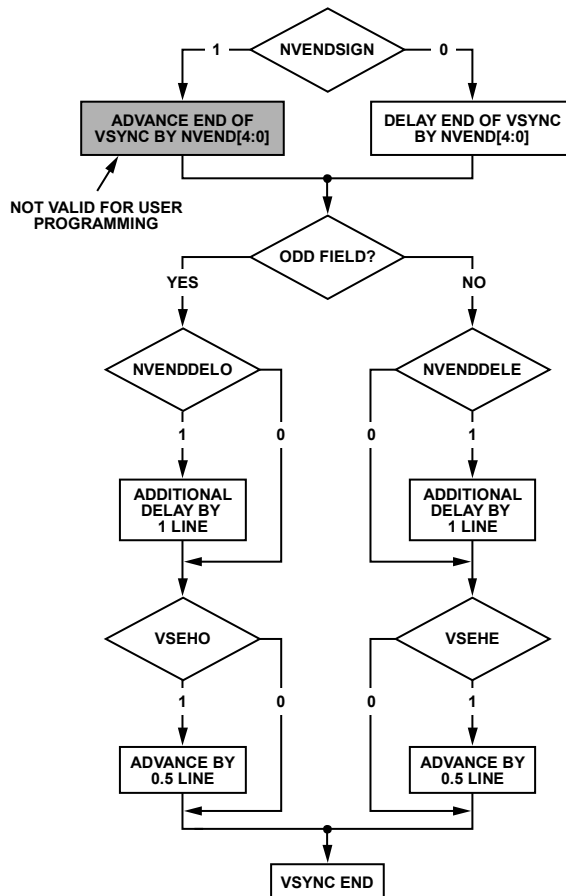 NVENDSIGN
1
0
ADVANCE END OF
VSYNC BY NVEND[4:0]
DELAY END OF VSYNC
BY NVEND[4:0]
NOT VALID FOR USER
PROGRAMMING
ODD FIELD?
YES
NO
NVENDDELO
NVENDDELE
1
0
0
1
ADDITIONAL
DELAY BY
1 LINE
ADDITIONAL
DELAY BY
1 LINE
VSEHO
VSEHE
1
0
0
1
ADVANCE BY
0.5 LINE
ADVANCE BY
0.5 LINE
VSYNC END